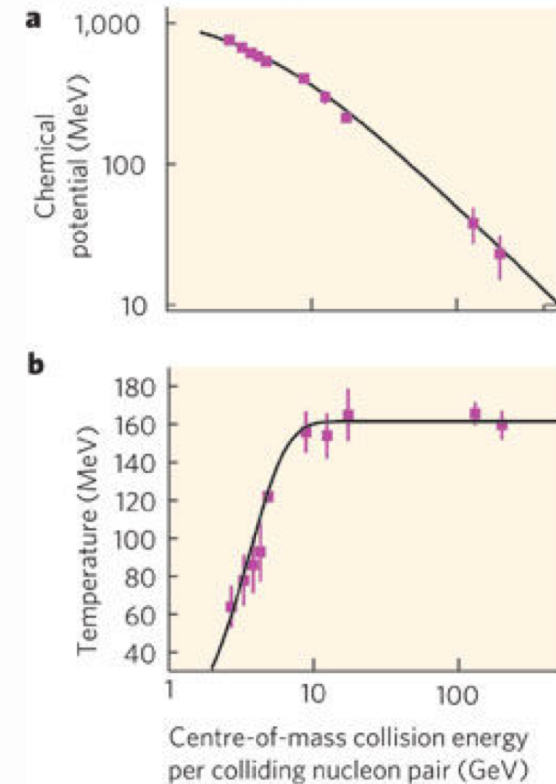 a
1,000
100
10
Chemical
potential (MeV)
b
180
160
140
120
100
80
60
40
Temperature (MeV)
1
10
100
Centre-of-mass collision energy
per colliding nucleon pair (GeV)